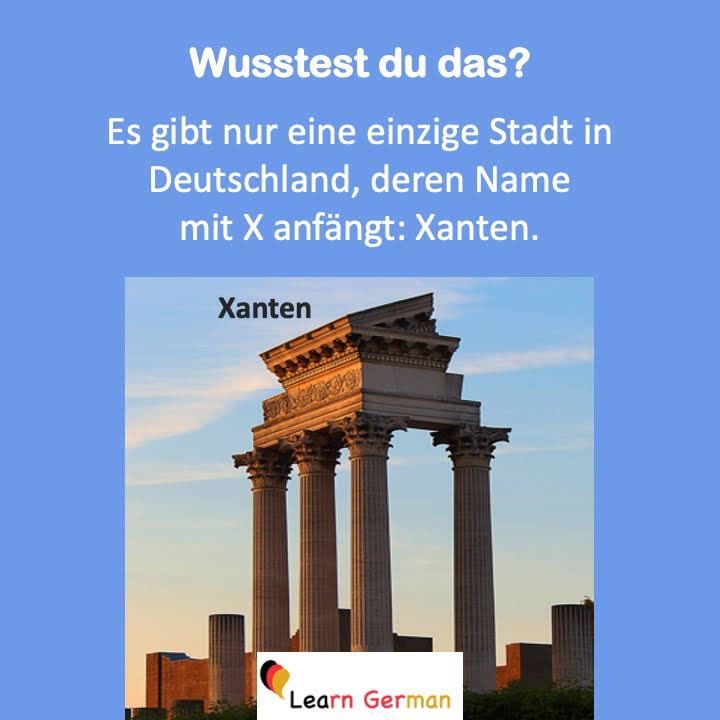 Wusstest du das?
Es gibt nur eine einzige Stadt in
Deutschland, deren Name
mit X anfängt: Xanten.
Xanten
Learn German